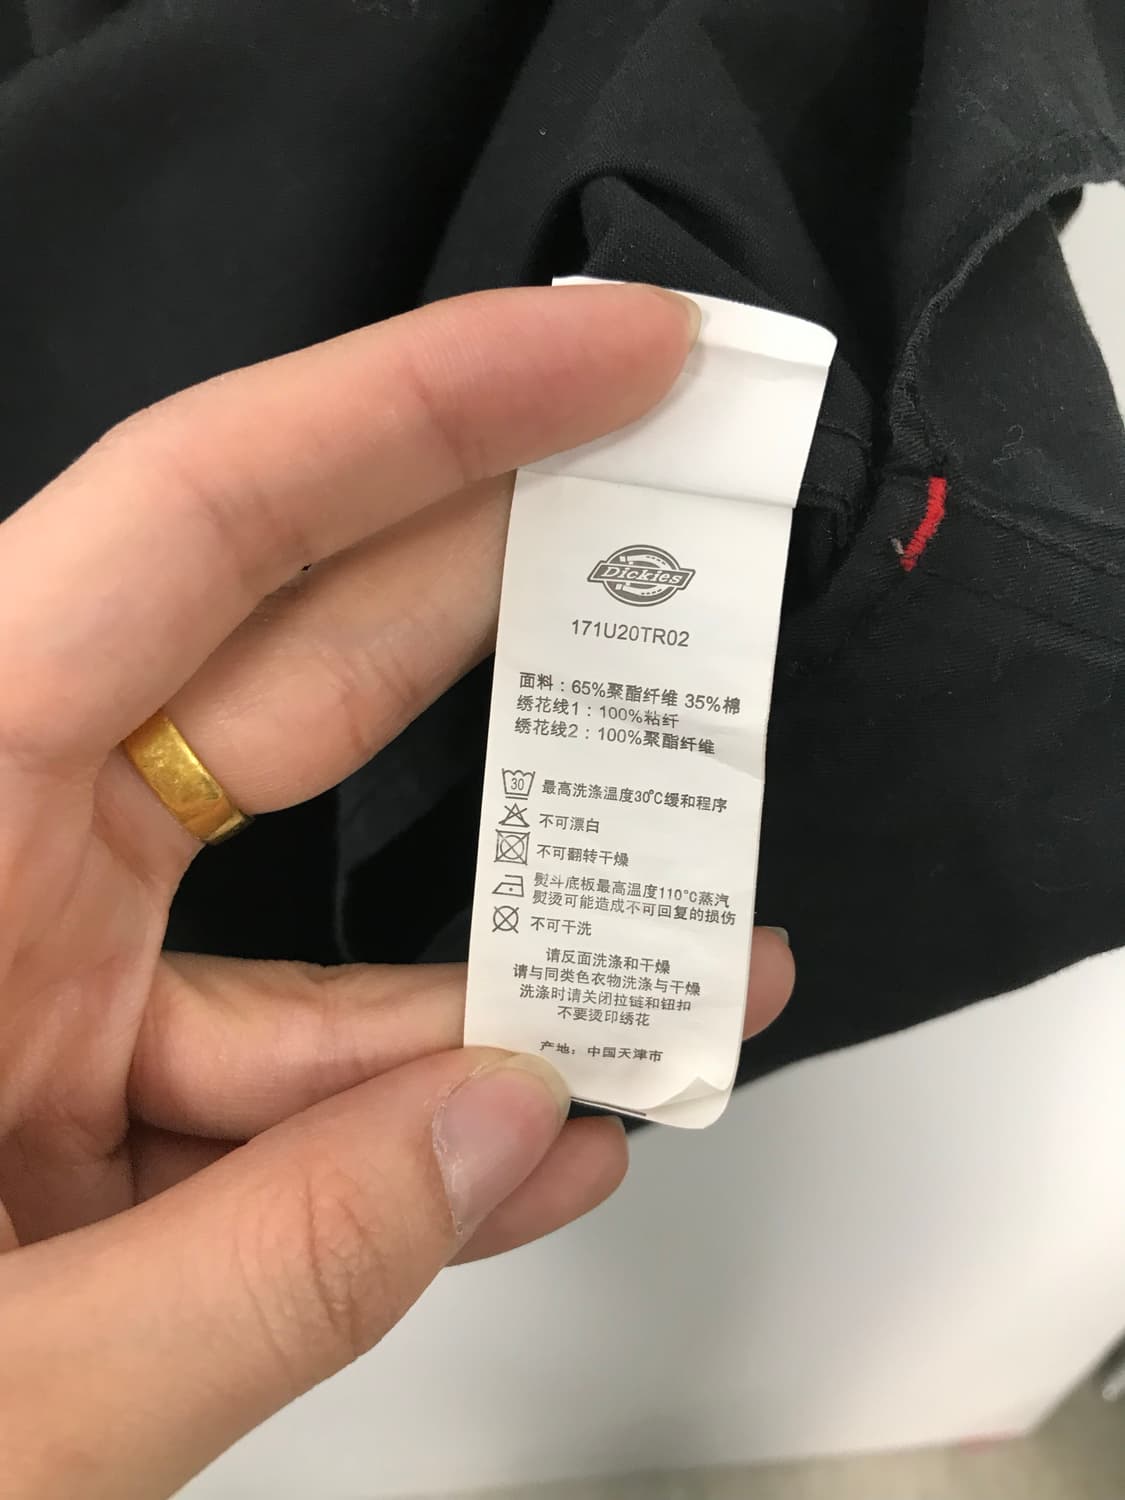 Dickies
171U20TR02
面料：65%聚酯纤维 35%棉
绣花线1：100%粘纤
绣花线2：100%聚酯纤维
30 最高洗涤温度30℃缓和程序
不可漂白
不可翻转干燥
熨斗底板最高温度110℃蒸汽
熨烫可能造成不可回复的损伤
不可干洗
请反面洗涤和干燥
请与同类色衣物洗涤与干燥
洗涤时请关闭拉链和钮扣
不要烫印绣花
产地：中国天津市